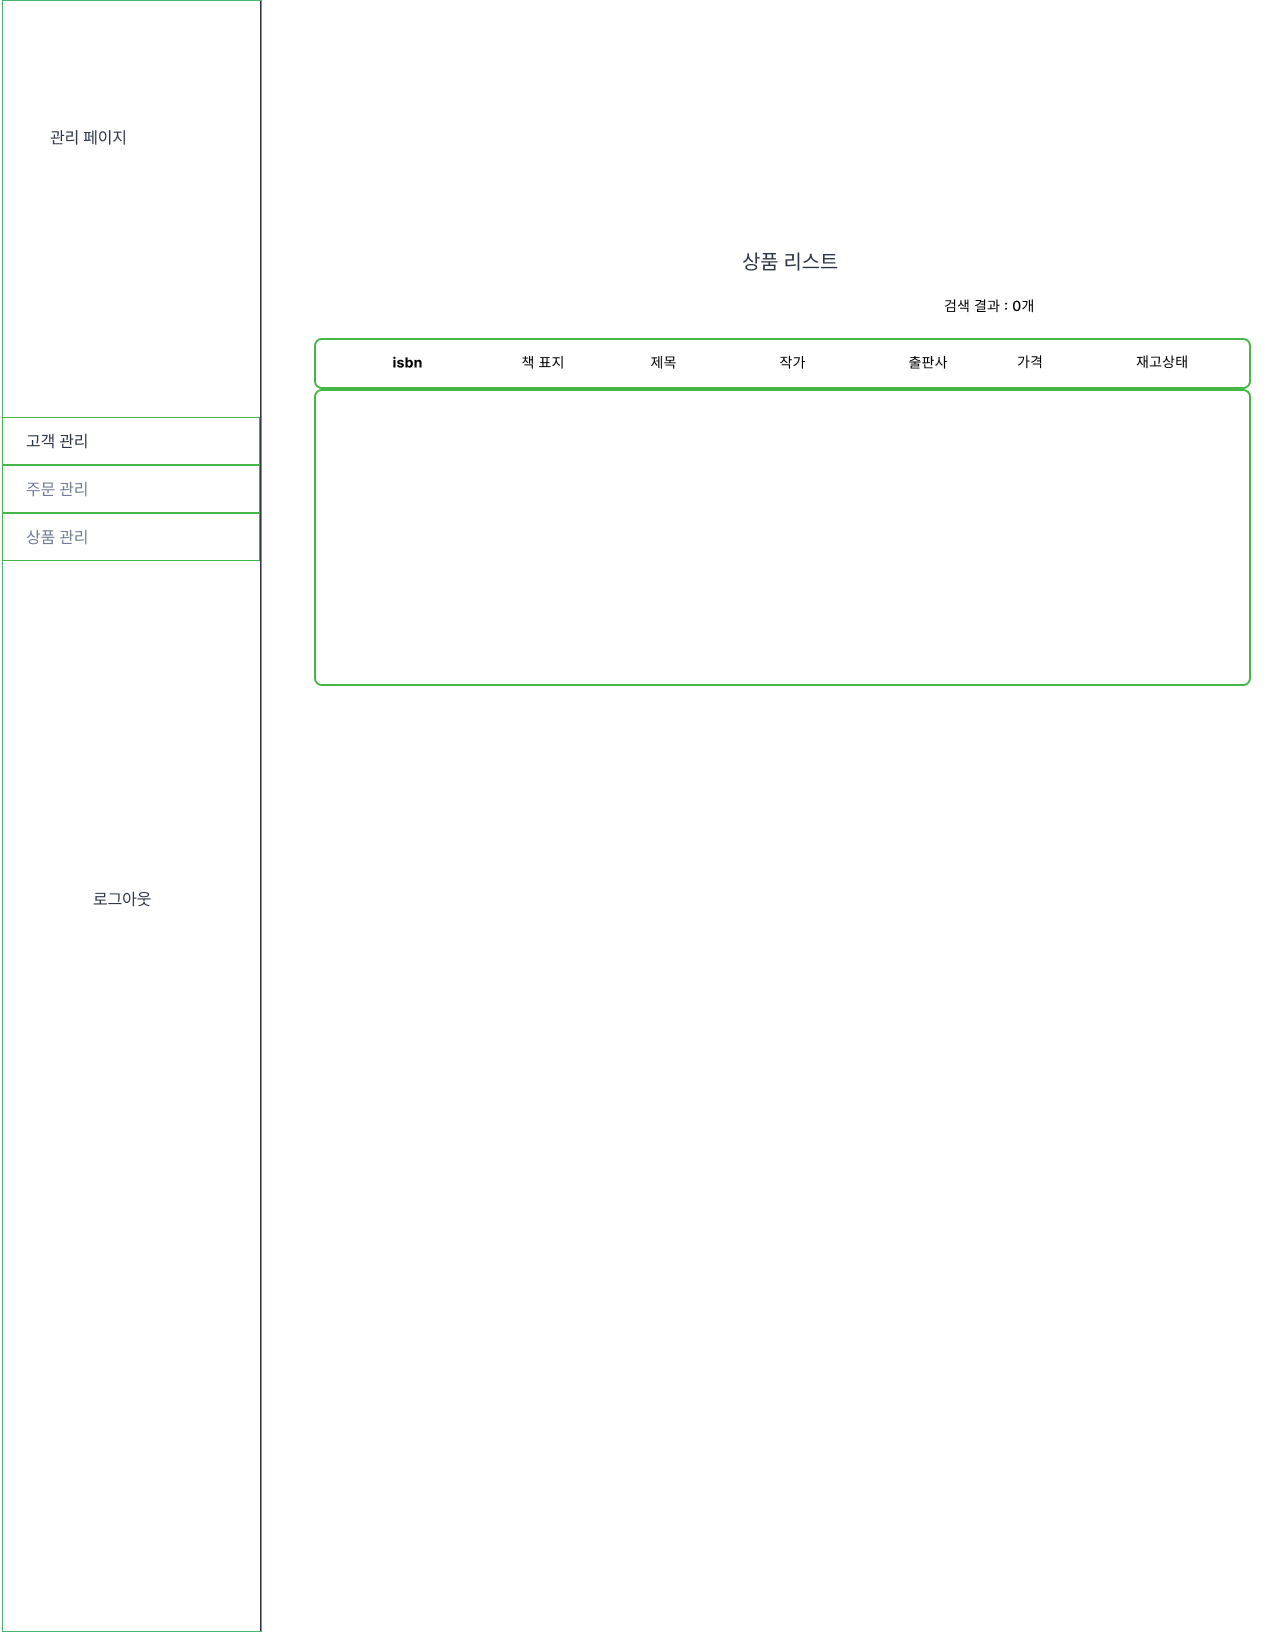 관리 페이지
고객 관리
주문 관리
상품 관리
로그아웃
상품 리스트
검색 결과 : 0개
isbn 책 표지 제목 작가 출판사 가격 재고상태